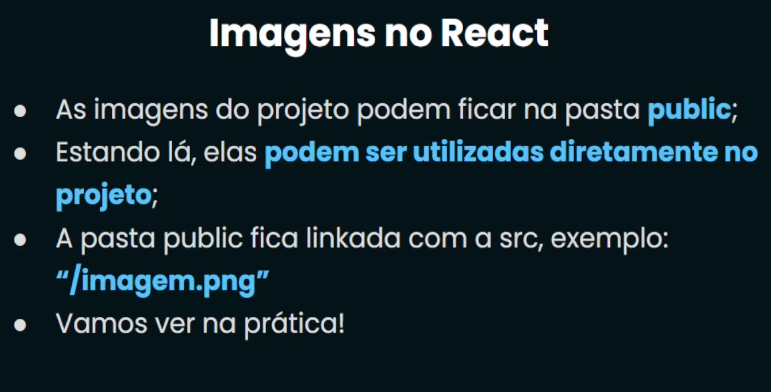 Imagens no React
● As imagens do projeto podem ficar na pasta public;
● Estando lá, elas podem ser utilizadas diretamente no
projeto;
● A pasta public fica linkada com a src, exemplo:
“/imagem.png”
● Vamos ver na prática!